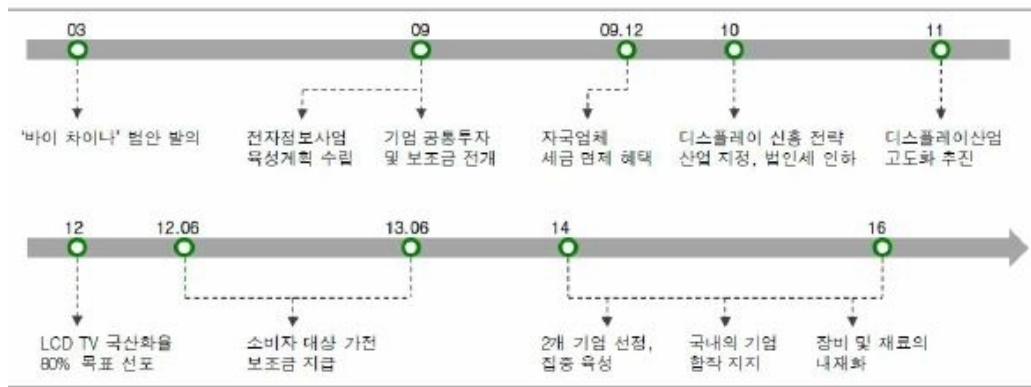 03
09
09.12
10
11
'바이 차이나' 법안 발의
전자정보사업
육성계획 수립
기업 공통투자
및 보조금 전개
자국업체
세금 면제 혜택
디스플레이 신흥 전략
산업 지정, 법인세 인하
디스플레이산업
고도화 추진
12
12.06
13.06
14
16
LCD TV 국산화율
80% 목표 선포
소비자 대상 가전
보조금 지급
2개 기업 선정,
집중 육성
국내외 기업
합작 지지
장비 및 재료의
내재화